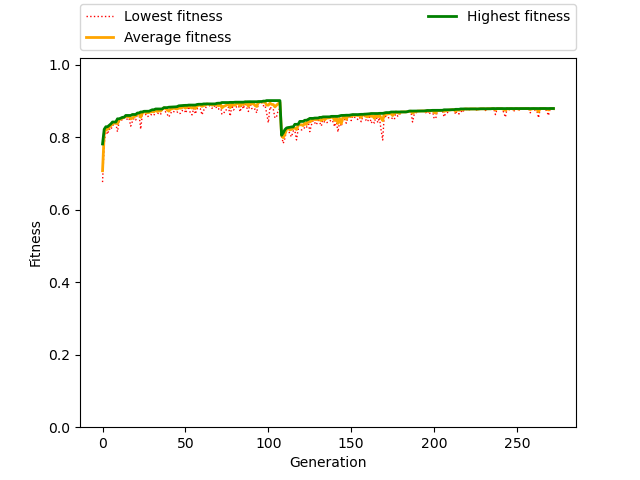 Lowest fitness
Average fitness
Highest fitness
1.0
0.8
0.6
0.4
0.2
0.0
Fitness
0 50 100 150 200 250
Generation